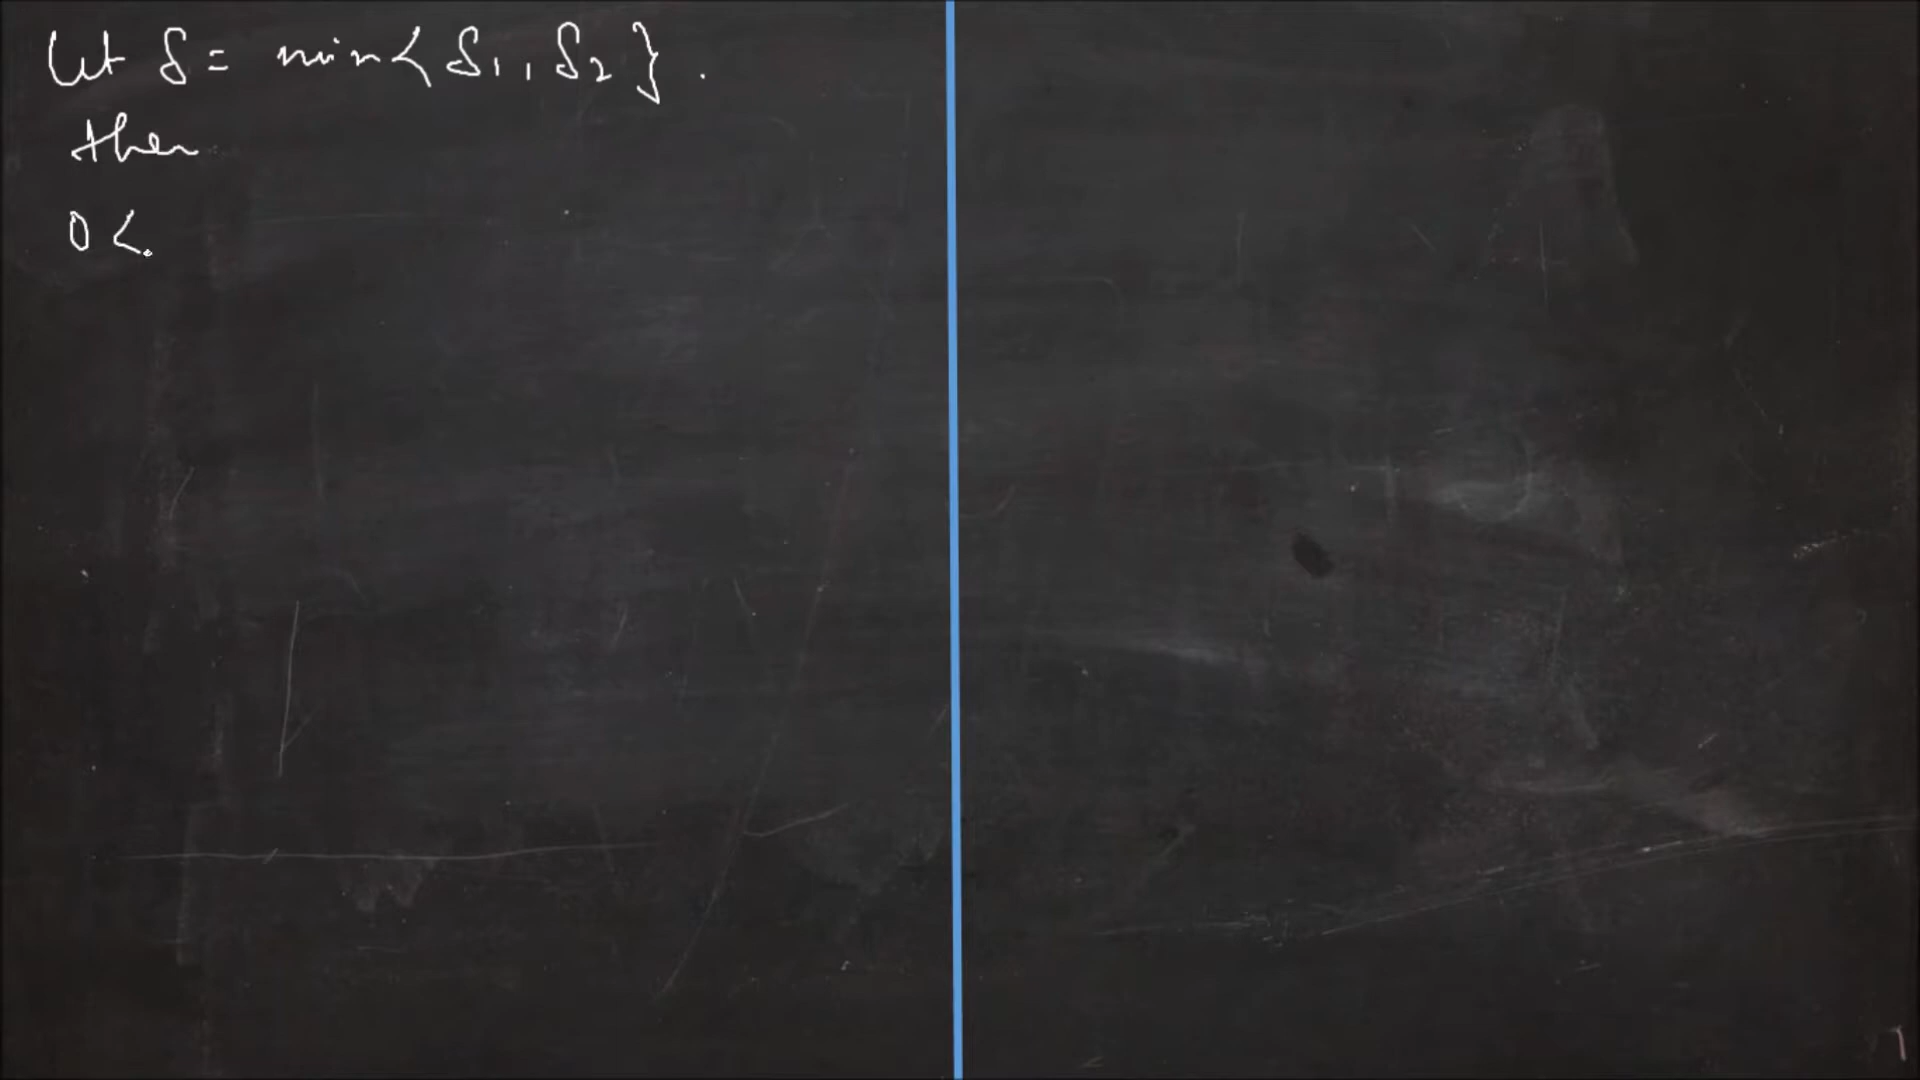 Let δ = min{δ1, δ2}.
then
0 <